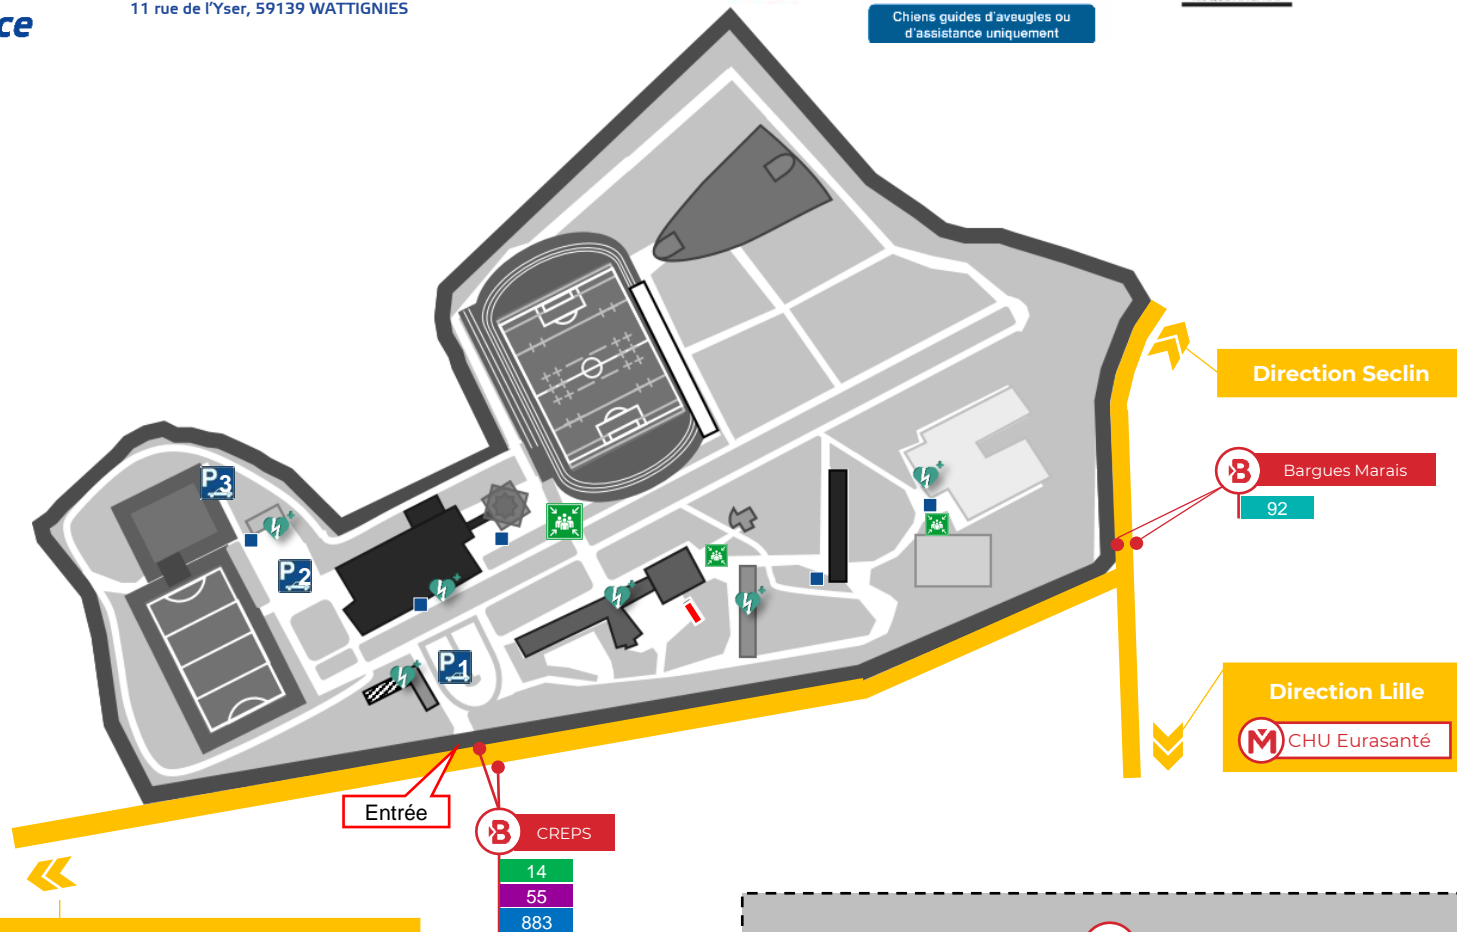 11 rue de l'Yser, 59139 WATTIGNIES
ce
Chiens guides d'aveugles ou
d'assistance uniquement
Direction Seclin
B
Bargues Marais
92
P3
P2
P1
Direction Lille
M
CHU Eurasanté
Entrée
B
CREPS
14
55
883